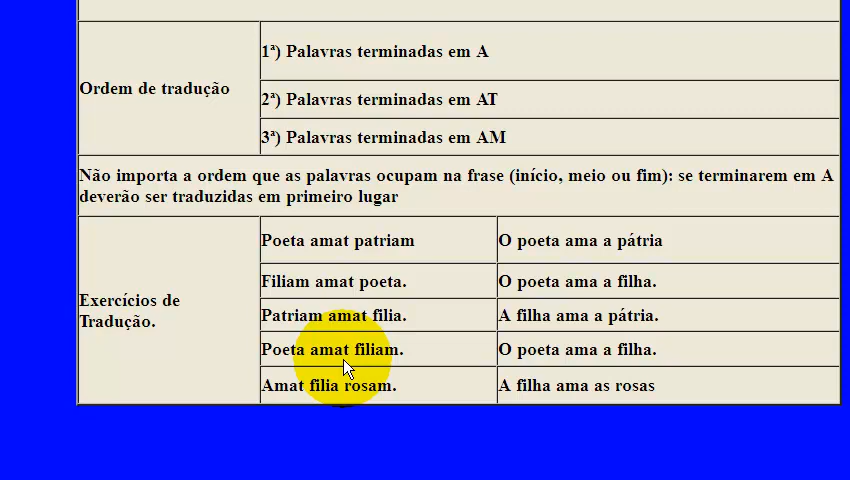 Ordem de tradução
1ª) Palavras terminadas em A
2ª) Palavras terminadas em AT
3ª) Palavras terminadas em AM
Não importa a ordem que as palavras ocupam na frase (início, meio ou fim): se terminarem em A
deverão ser traduzidas em primeiro lugar
Exercícios de
Tradução.
Poeta amat patriam
O poeta ama a pátria
Filiam amat poeta.
O poeta ama a filha.
Patriam amat filia.
A filha ama a pátria.
Poeta amat filiam.
O poeta ama a filha.
Amat filia rosam.
A filha ama as rosas